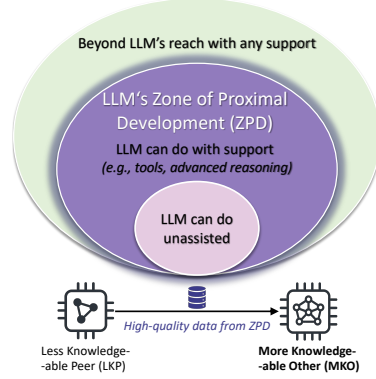 Beyond LLM's reach with any support
LLM's Zone of Proximal
Development (ZPD)
LLM can do with support
(e.g., tools, advanced reasoning)
LLM can do
unassisted
High-quality data from ZPD
Less Knowledge-
-able Peer (LKP)
More Knowledge-
-able Other (MKO)